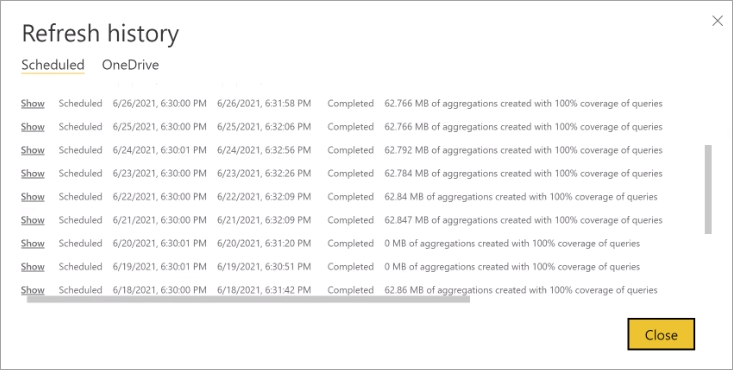 Refresh history
Scheduled OneDrive
Show Scheduled 6/26/2021, 6:30:00 PM 6/26/2021, 6:31:58 PM Completed 62.766 MB of aggregations created with 100% coverage of queries
Show Scheduled 6/25/2021, 6:30:00 PM 6/25/2021, 6:32:06 PM Completed 62.766 MB of aggregations created with 100% coverage of queries
Show Scheduled 6/24/2021, 6:30:01 PM 6/24/2021, 6:32:56 PM Completed 62.792 MB of aggregations created with 100% coverage of queries
Show Scheduled 6/23/2021, 6:30:00 PM 6/23/2021, 6:32:26 PM Completed 62.784 MB of aggregations created with 100% coverage of queries
Show Scheduled 6/22/2021, 6:30:00 PM 6/22/2021, 6:32:09 PM Completed 62.84 MB of aggregations created with 100% coverage of queries
Show Scheduled 6/21/2021, 6:30:00 PM 6/21/2021, 6:32:09 PM Completed 62.847 MB of aggregations created with 100% coverage of queries
Show Scheduled 6/20/2021, 6:30:01 PM 6/20/2021, 6:31:20 PM Completed 0 MB of aggregations created with 100% coverage of queries
Show Scheduled 6/19/2021, 6:30:01 PM 6/19/2021, 6:30:51 PM Completed 0 MB of aggregations created with 100% coverage of queries
Show Scheduled 6/18/2021, 6:30:00 PM 6/18/2021, 6:31:42 PM Completed 62.86 MB of aggregations created with 100% coverage of queries
Close